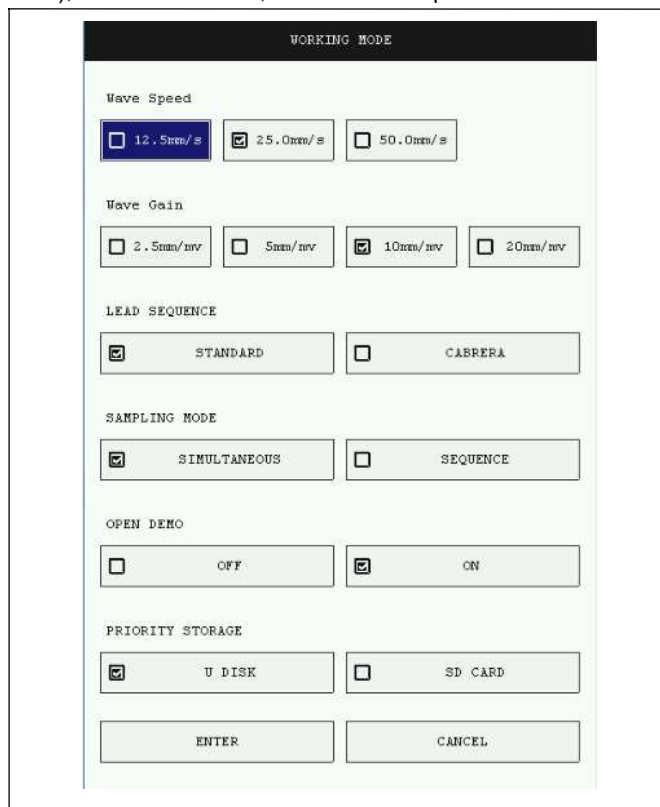 WORKING MODE
Wave Speed
12.5mm/s 25.0mm/s 50.0mm/s
Wave Gain
2.5mm/mv 5mm/mv 10mm/mv 20mm/mv
LEAD SEQUENCE
STANDARD CABRERA
SAMPLING MODE
SIMULTANEOUS SEQUENCE
OPEN DEMO
OFF ON
PRIORITY STORAGE
U DISK SD CARD
ENTER CANCEL